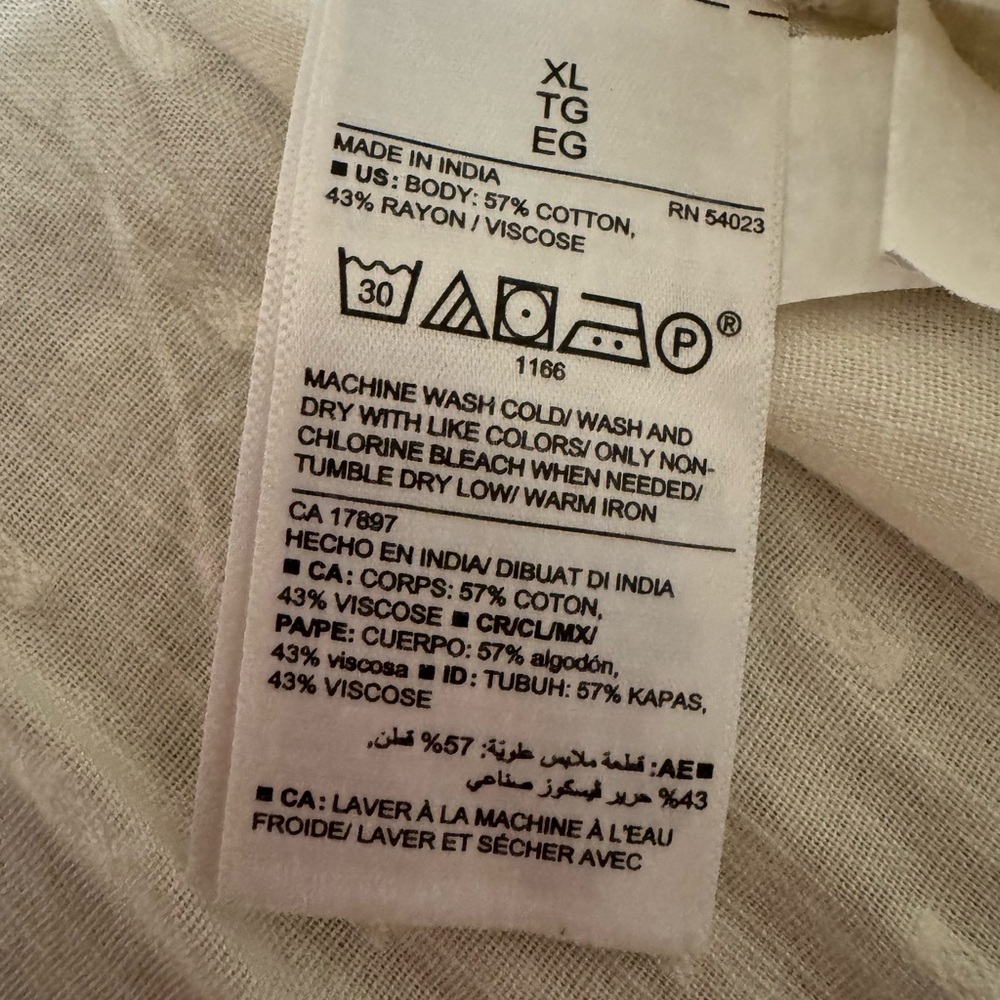 XL
TG
EG
MADE IN INDIA
RN 54023
■ US: BODY: 57% COTTON,
43% RAYON / VISCOSE
30
P®
1166
MACHINE WASH COLD/ WASH AND
DRY WITH LIKE COLORS/ ONLY NON-
CHLORINE BLEACH WHEN NEEDED/
TUMBLE DRY LOW/ WARM IRON
CA 17897
HECHO EN INDIA/ DIBUAT DI INDIA
■ CA: CORPS: 57% COTON,
43% VISCOSE ■ CR/CL/MX/
PA/PE: CUERPO: 57% algodón,
43% viscosa ■ ID: TUBUH: 57% KAPAS,
43% VISCOSE
■AE: قطعة ملابس علويّة: 57% قطن,
43% حرير فيسكوز صناعي
■ CA: LAVER À LA MACHINE À L'EAU
FROIDE/ LAVER ET SÉCHER AVEC